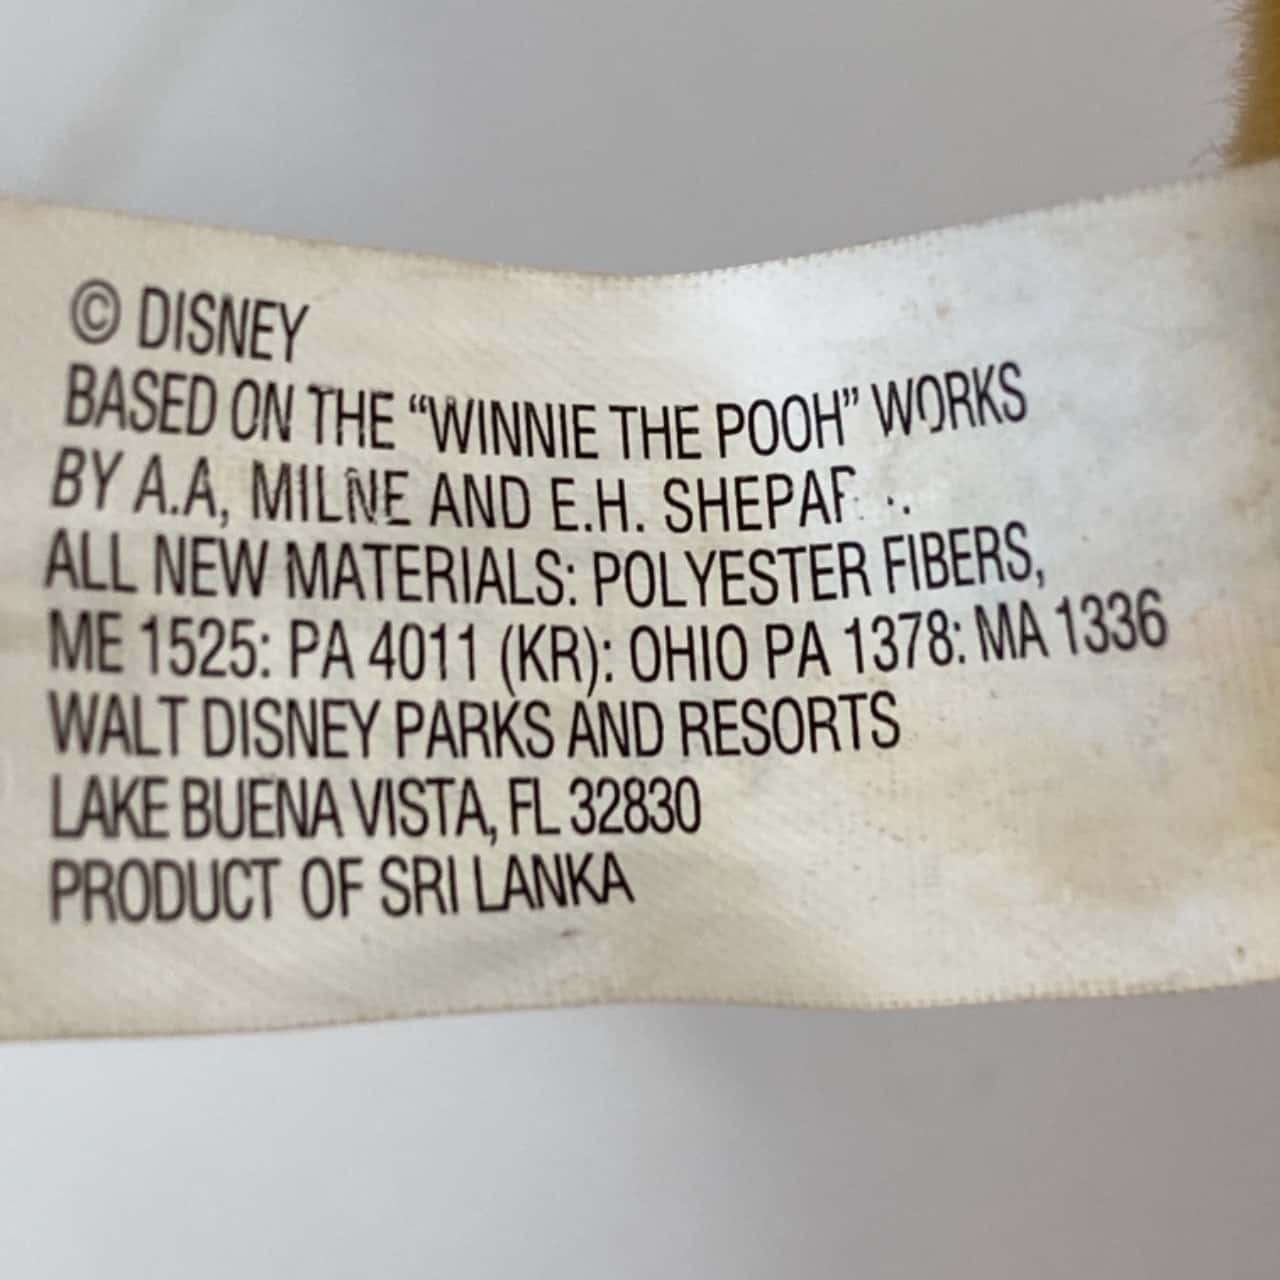 © DISNEY
BASED ON THE “WINNIE THE POOH” WORKS
BY A.A, MILNE AND E.H.
ALL NEW MATERIALS: POLYESTER FIBERS,
ME 1525: PA 4011 (KR): OHIO PA 1378: MA 1336
WALT DISNEY PARKS AND RESORTS
LAKE BUENA VISTA, FL 32830
PRODUCT OF SRI LANKA